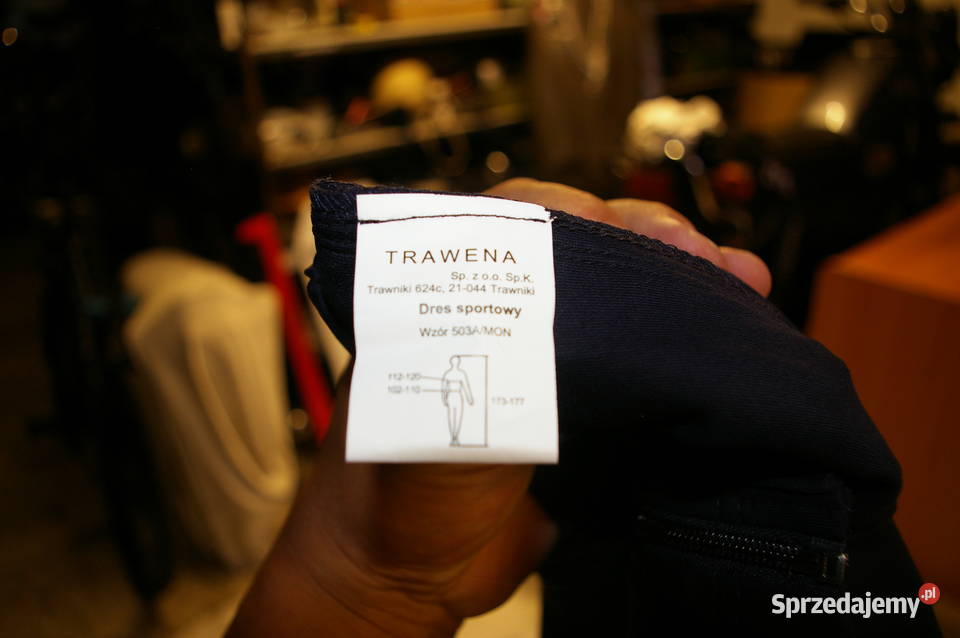 TRAWENA
Sp. z o.o. Sp.K.
Trawniki 624c, 21-044 Trawniki
Dres sportowy
Wzór 503A/MON
112-120
102-110
173-177
Sprzedajemy.pl